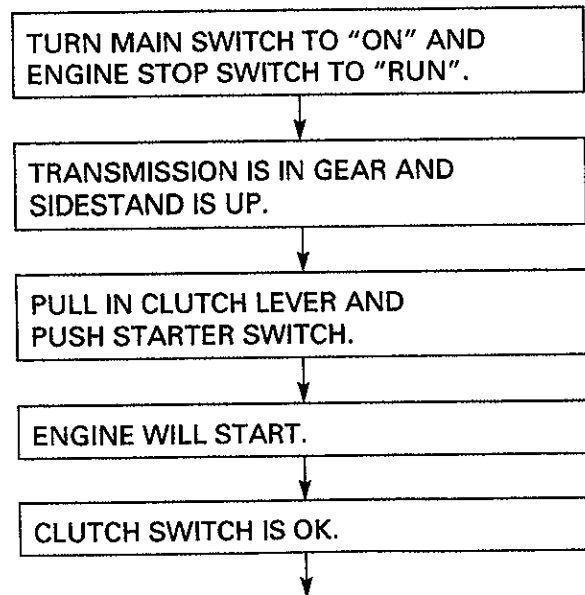 TURN MAIN SWITCH TO “ON” AND
ENGINE STOP SWITCH TO “RUN”.
TRANSMISSION IS IN GEAR AND
SIDESTAND IS UP.
PULL IN CLUTCH LEVER AND
PUSH STARTER SWITCH.
ENGINE WILL START.
CLUTCH SWITCH IS OK.